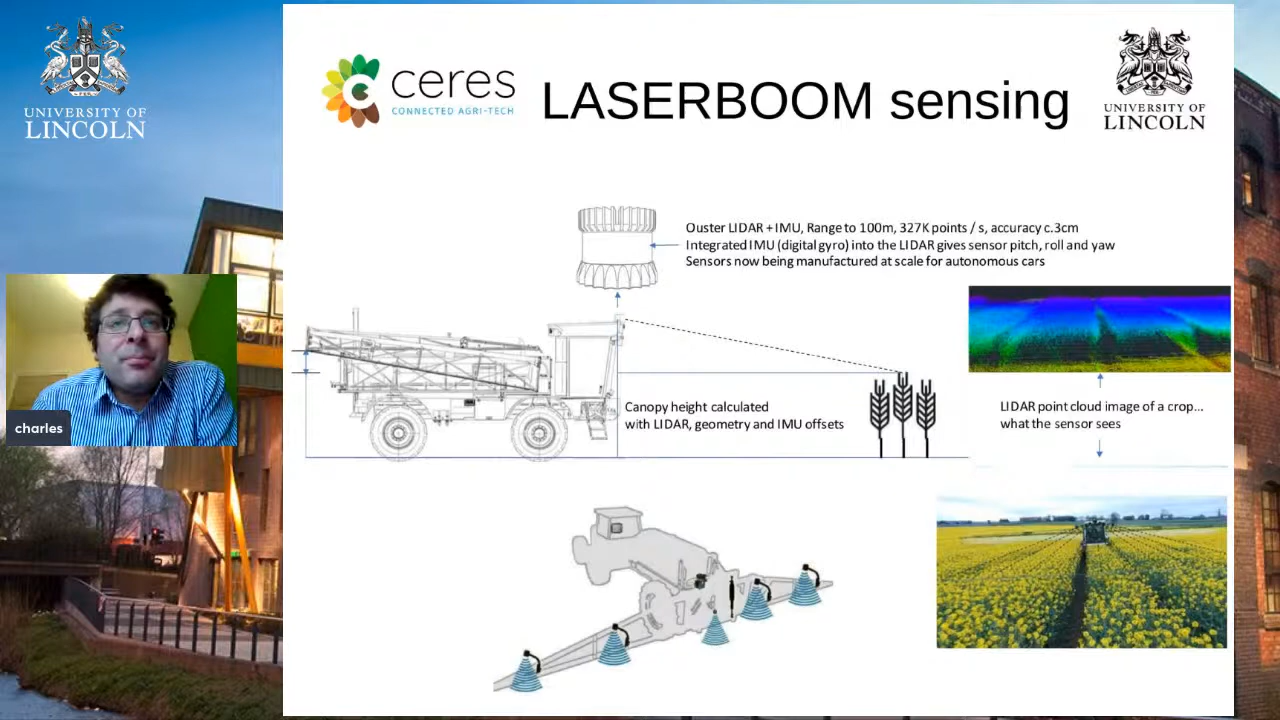 UNIVERSITY OF
LINCOLN
ceres
CONNECTED AGRI-TECH
LASERBOOM sensing
UNIVERSITY OF
LINCOLN
Ouster LIDAR + IMU, Range to 100m, 327K points / s, accuracy c.3cm
Integrated IMU (digital gyro) into the LIDAR gives sensor pitch, roll and yaw
Sensors now being manufactured at scale for autonomous cars
Canopy height calculated
with LIDAR, geometry and IMU offsets
LIDAR point cloud image of a crop...
what the sensor sees
charles